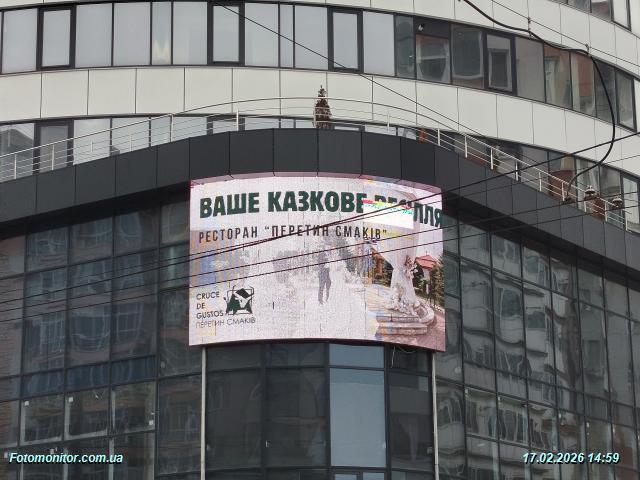 ВАШЕ КАЗКОВЕ
РЕСТОРАН "ПЕРЕТИН СМАКІВ"
CRUCE
DE
GUSTOS
ПЕРЕТИН СМАКІВ
Fotomonitor.com.ua
17.02.2026 14:59